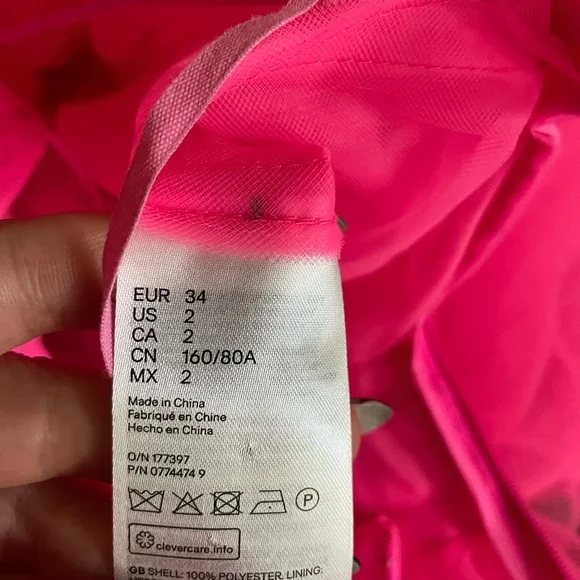 EUR 34
US 2
CA 2
CN 160/80A
MX 2
Made in China
Fabriqué en Chine
Hecho en China
O/N 177397
P/N 0774474 9
P
clevercare.info
GB SHELL: 100% POLYESTER, LINING: